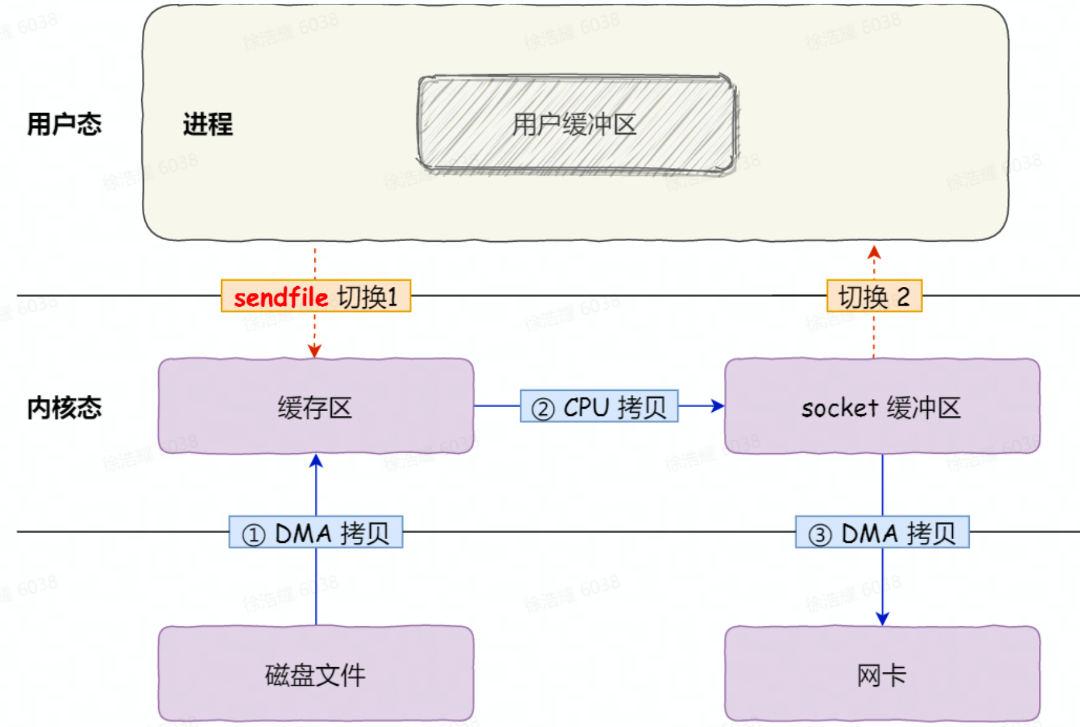 用户态
进程
用户缓冲区
sendfile 切换1
切换 2
内核态
缓存区
② CPU 拷贝
socket 缓冲区
① DMA 拷贝
③ DMA 拷贝
磁盘文件
网卡
徐浩耀 6038